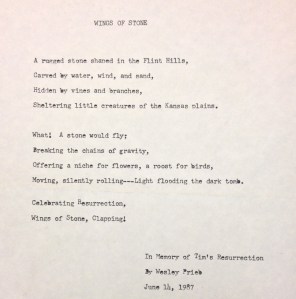 WINGS OF STONE
A rugged stone shaped in the Flint Hills,
Carved by water, wind, and sand,
Hidden by vines and branches,
Sheltering little creatures of the Kansas plains.
What! A stone would fly;
Breaking the chains of gravity,
Offering a niche for flowers, a roost for birds,
Moving, silently rolling---Light flooding the dark tomb.
Celebrating Resurrection,
Wings of Stone, Clapping!
In Memory of Jim's Resurrection
By Wesley Prieb
June 14, 1987